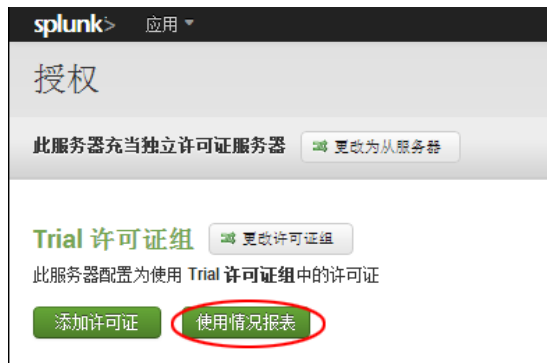 splunk> 应用
授权
此服务器充当独立许可证服务器 更改为从服务器
Trial 许可证组 更改许可证组
此服务器配置为使用 Trial 许可证组中的许可证
添加许可证 使用情况报表